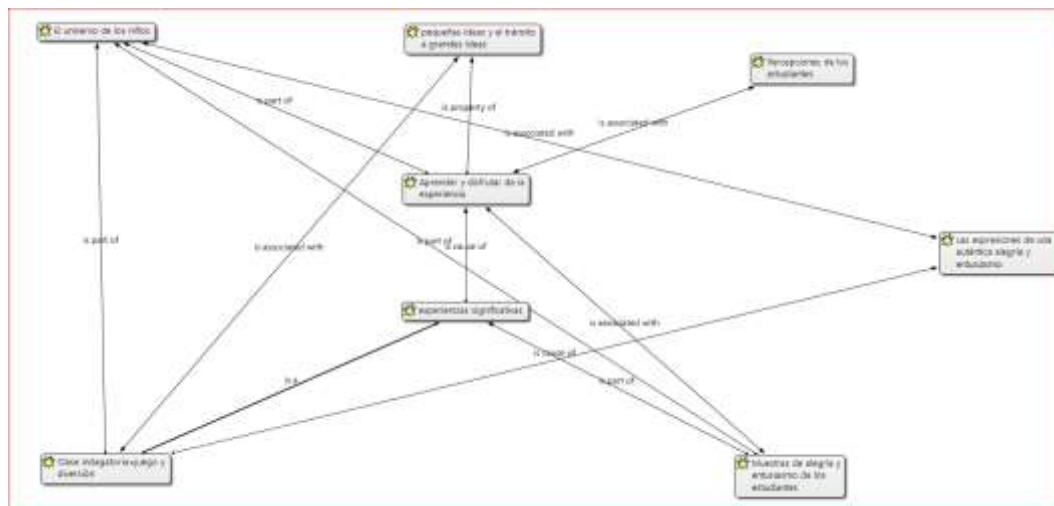 El universo de los niños
pequeñas ideas y el tránsito
a grandes ideas
Percepciones de los
estudiantes
is part of
is property of
is associated with
is associated with
Aprender y disfrutar de la
experiencia
Las expresiones de una
auténtica alegría y
entusiasmo
is part of
is associated with
is part of
is cause of
experiencias significativas
is associated with
is cause of
is a
is part of
Clase indagatoria=juego y
diversión
Muestras de alegría y
entusiasmo de los
estudiantes